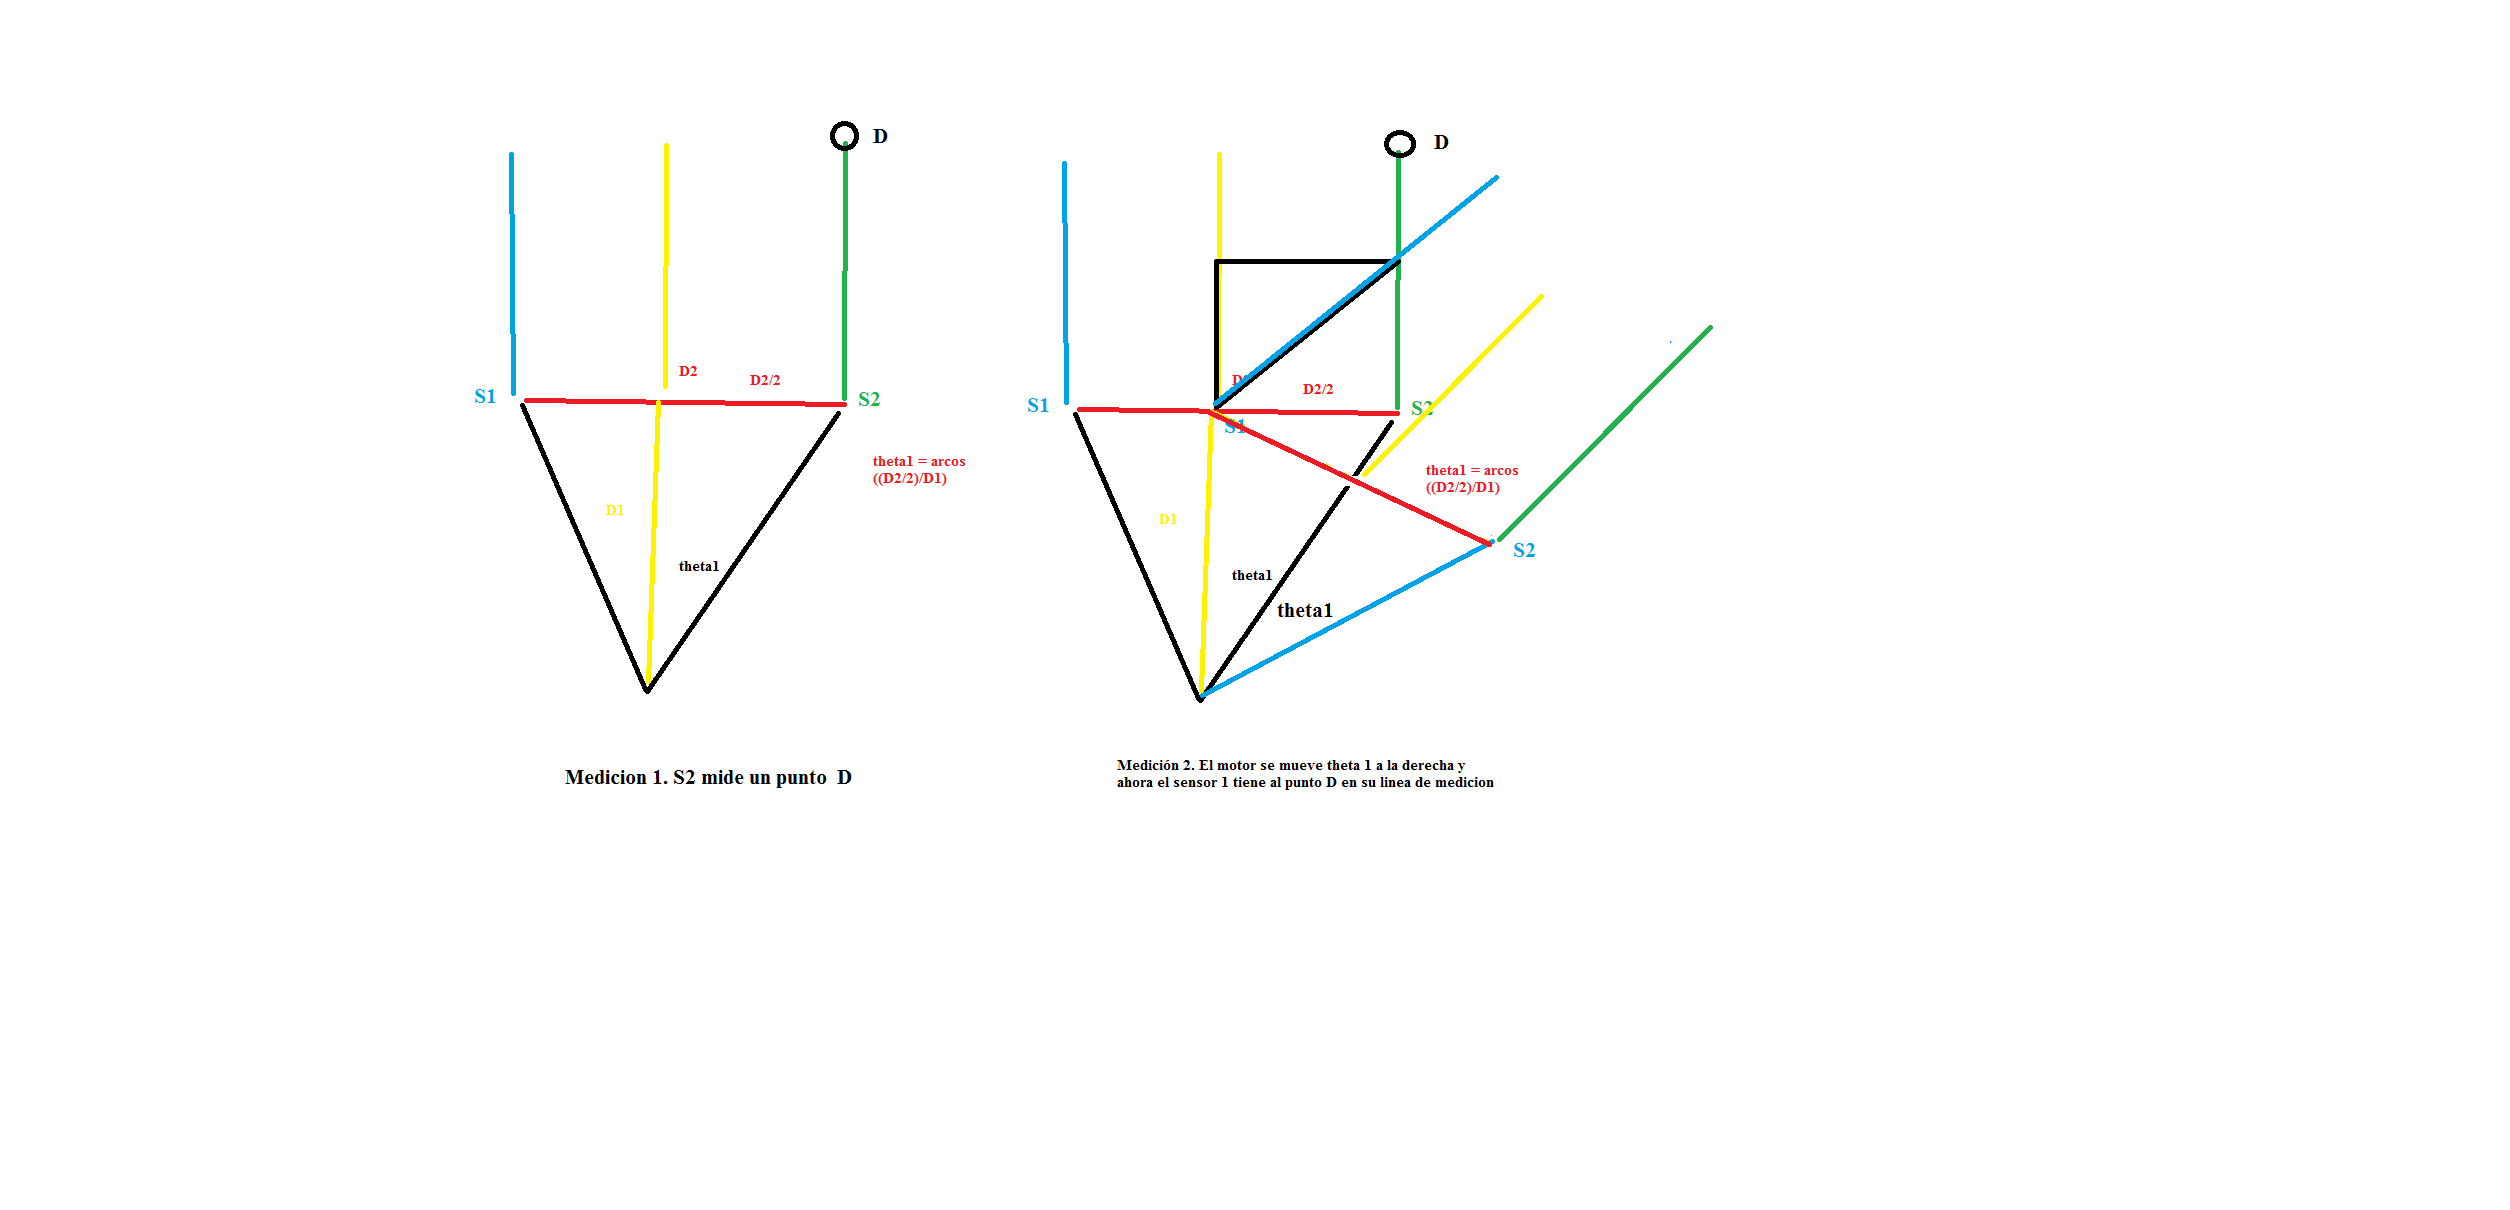 D
D2
D2/2
S1
S2
theta1 = arcos
((D2/2)/D1)
D1
theta1
Medicion 1. S2 mide un punto  D
D
D2/2
S1
S2
S1
theta1 = arcos
((D2/2)/D1)
D1
S2
theta1
theta1
Medición 2. El motor se mueve theta 1 a la derecha y
ahora el sensor 1 tiene al punto D en su linea de medicion